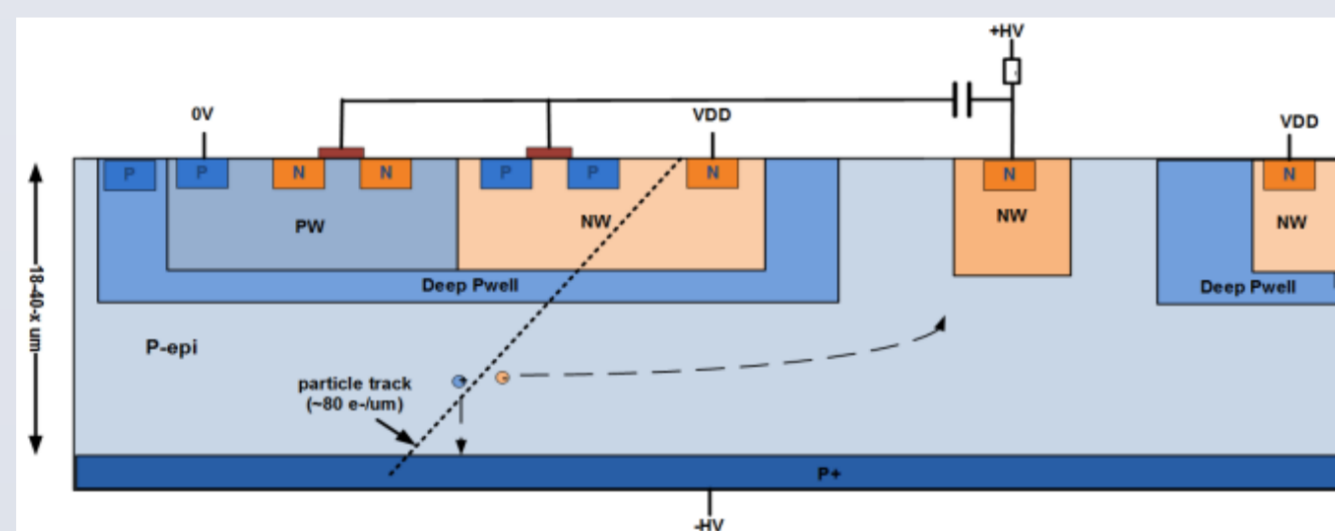 +HV
0V
VDD
VDD
P
P
N
N
P
P
N
N
N
PW
NW
NW
NW
Deep Pwell
Deep Pwell
18-40-x um
P-epi
particle track
(~80 e-/um)
P+
-HV